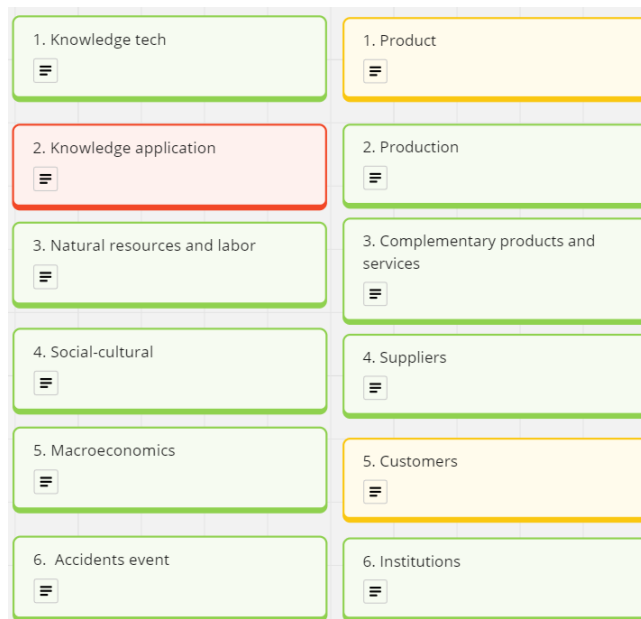 1. Knowledge tech
2. Knowledge application
3. Natural resources and labor
4. Social-cultural
5. Macroeconomics
6. Accidents event
1. Product
2. Production
3. Complementary products and
services
4. Suppliers
5. Customers
6. Institutions